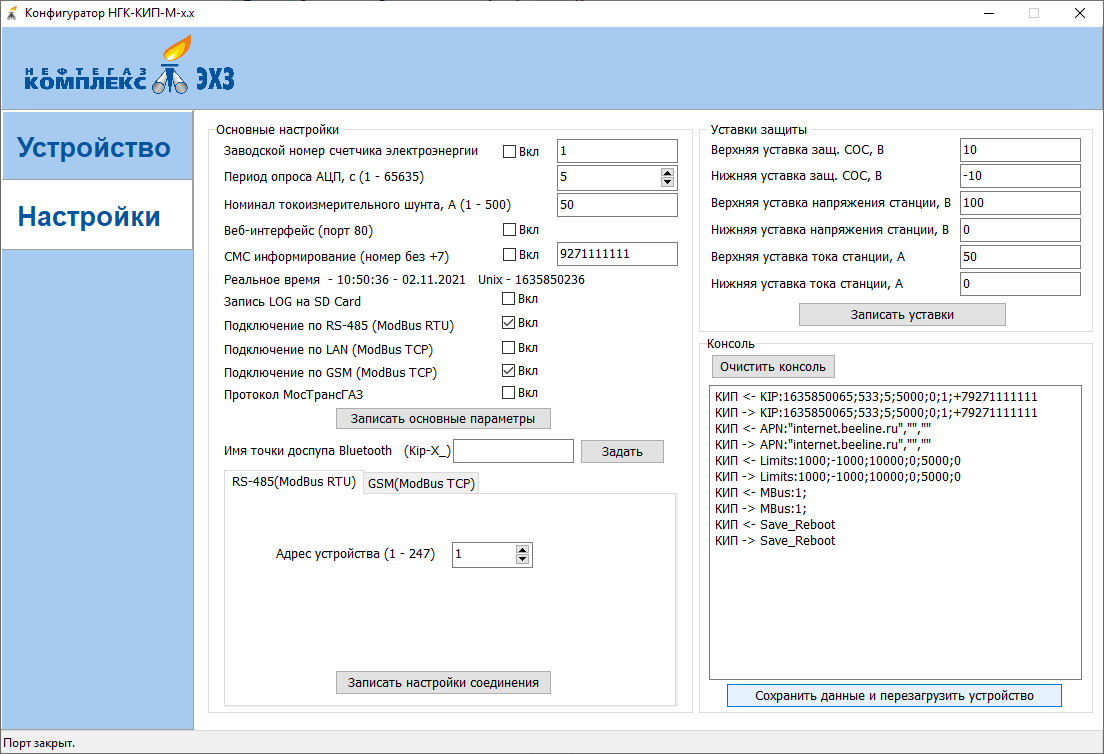 Конфигуратор НГК-КИП-М-x.x
НЕФТЕГАЗ
КОМПЛЕКС ЭХЗ
Устройство
Настройки
Основные настройки
Заводской номер счетчика электроэнергии Вкл 1
Период опроса АЦП, с (1 - 65635) 5
Номинал токоизмерительного шунта, А (1 - 500) 50
Веб-интерфейс (порт 80) Вкл
СМС информирование (номер без +7) Вкл 9271111111
Реальное время - 10:50:36 - 02.11.2021 Unix - 1635850236
Запись LOG на SD Card Вкл
Подключение по RS-485 (ModBus RTU) Вкл
Подключение по LAN (ModBus TCP) Вкл
Подключение по GSM (ModBus TCP) Вкл
Протокол МосТрансГАЗ Вкл
Записать основные параметры
Имя точки доспупа Bluetooth (Kip-X_) Задать
RS-485(ModBus RTU) GSM(ModBus TCP)
Адрес устройства (1 - 247) 1
Записать настройки соединения
Уставки защиты
Верхняя уставка защ. СОС, В 10
Нижняя уставка защ. СОС, В -10
Верхняя уставка напряжения станции, В 100
Нижняя уставка напряжения станции, В 0
Верхняя уставка тока станции, А 50
Нижняя уставка тока станции, А 0
Записать уставки
Консоль
Очистить консоль
КИП <- KIP:1635850065;533;5;5000;0;1;+79271111111
КИП -> KIP:1635850065;533;5;5000;0;1;+79271111111
КИП <- APN:"internet.beeline.ru","",""
КИП -> APN:"internet.beeline.ru","",""
КИП <- Limits:1000;-1000;10000;0;5000;0
КИП -> Limits:1000;-1000;10000;0;5000;0
КИП <- MBus:1;
КИП -> MBus:1;
КИП <- Save_Reboot
КИП -> Save_Reboot
Сохранить данные и перезагрузить устройство
Порт закрыт.